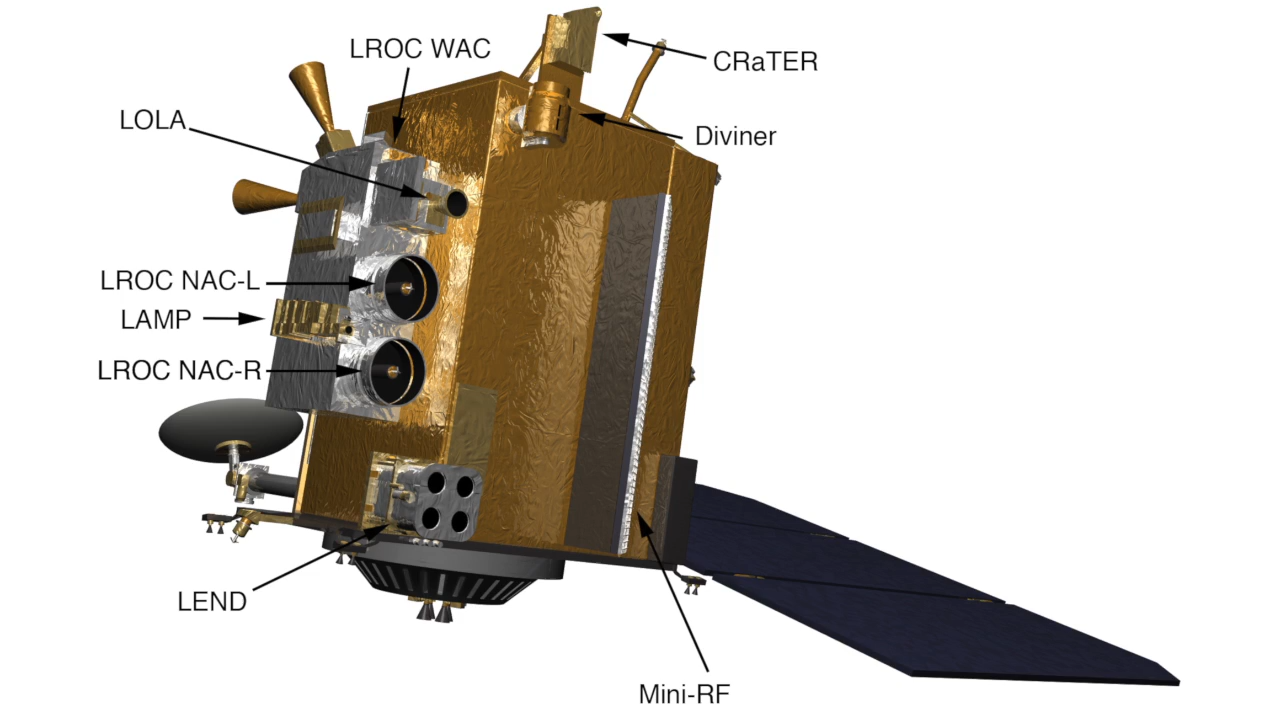 LROC WAC
CRaTER
LOLA
Diviner
LROC NAC-L
LAMP
LROC NAC-R
LEND
Mini-RF